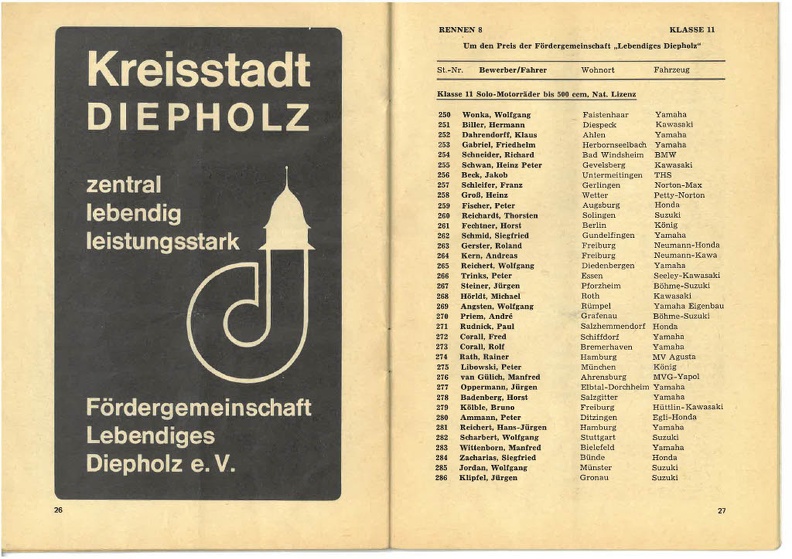 Kreisstadt
DIEPHOLZ
zentral
lebendig
leistungsstark
Fördergemeinschaft
Lebendiges
Diepholz e. V.
26
RENNEN 8 KLASSE 11
Um den Preis der Fördergemeinschaft „Lebendiges Diepholz"
St.-Nr. Bewerber/Fahrer Wohnort Fahrzeug
Klasse 11 Solo-Motorräder bis 500 ccm, Nat. Lizenz
250 Wonka, Wolfgang Faistenhaar Yamaha
251 Biller, Hermann Diespeck Kawasaki
252 Dahrendorff, Klaus Ahlen Yamaha
253 Gabriel, Friedhelm Herbornseelbach Yamaha
254 Schneider, Richard Bad Windsheim BMW
255 Schwan, Heinz Peter Gevelsberg Kawasaki
256 Beck, Jakob Untermeitingen THS
257 Schleifer, Franz Gerlingen Norton-Max
258 Groß, Heinz Wetter Petty-Norton
259 Fischer, Peter Augsburg Honda
260 Reichardt, Thorsten Solingen Suzuki
261 Fechtner, Horst Berlin König
262 Schmid, Siegfried Gundelfingen Yamaha
263 Gerster, Roland Freiburg Neumann-Honda
264 Kern, Andreas Freiburg Neumann-Kawa
265 Reichert, Wolfgang Diedenbergen Yamaha
266 Trinks, Peter Essen Seeley-Kawasaki
267 Steiner, Jürgen Pforzheim Böhme-Suzuki
268 Hörldt, Michael Roth Kawasaki
269 Angsten, Wolfgang Rümpel Yamaha Eigenbau
270 Priem, André Grafenau Böhme-Suzuki
271 Rudnick, Paul Salzhemmendorf Honda
272 Corall, Fred Schiffdorf Yamaha
273 Corall, Rolf Bremerhaven Yamaha
274 Rath, Rainer Hamburg MV Agusta
275 Libowski, Peter München König
276 van Gülich, Manfred Ahrensburg MVG-Yapol
277 Oppermann, Jürgen Elbtal-Dorchheim Yamaha
278 Badenberg, Horst Salzgitter Yamaha
279 Kölble, Bruno Freiburg Hüttlin-Kawasaki
280 Ammann, Peter Ditzingen Egli-Honda
281 Reichert, Hans-Jürgen Hamburg Yamaha
282 Scharbert, Wolfgang Stuttgart Suzuki
283 Wittenborn, Manfred Bielefeld Yamaha
284 Zacharias, Siegfried Bünde Honda
285 Jordan, Wolfgang Münster Suzuki
286 Klipfel, Jürgen Gronau Suzuki
27